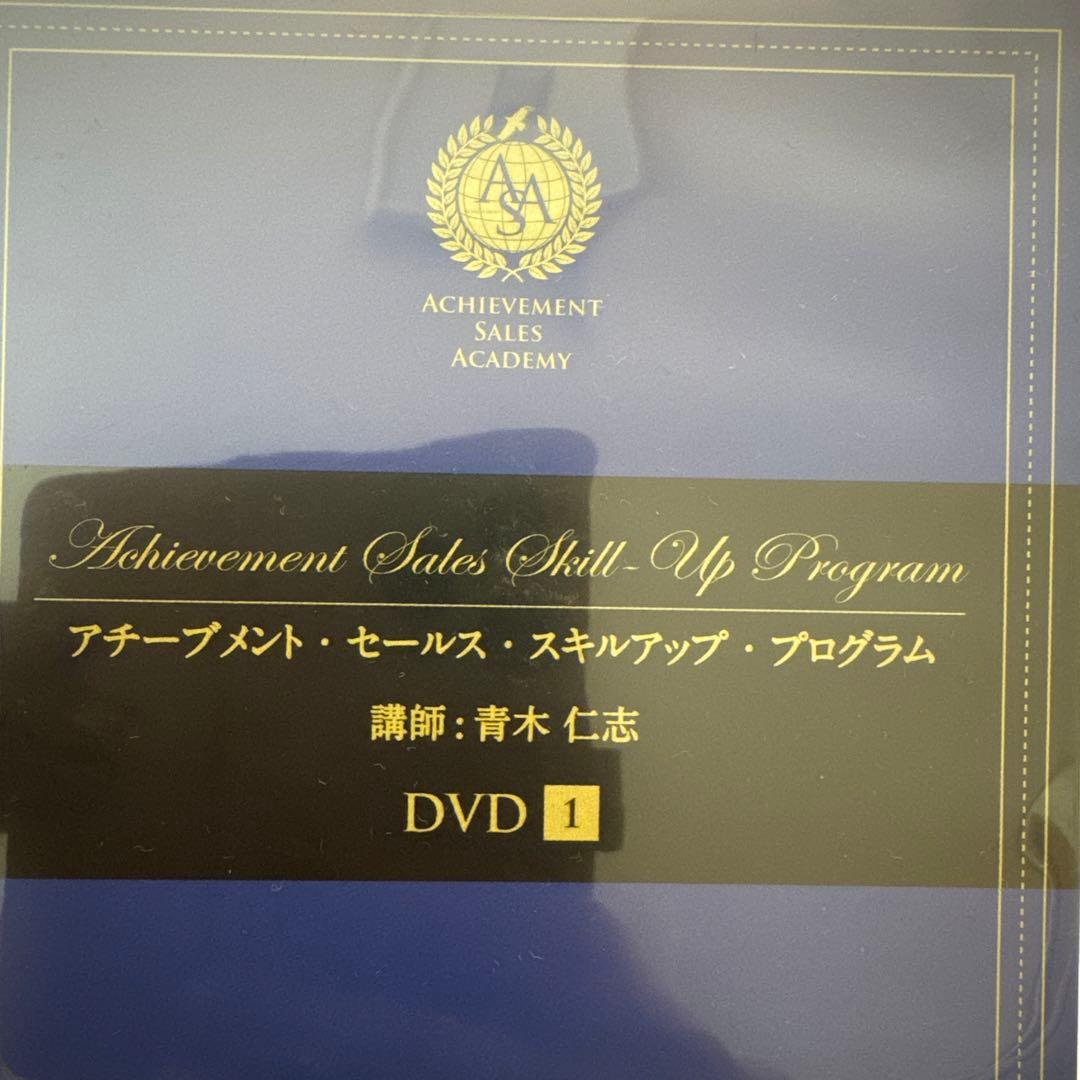 ASA
ACHIEVEMENT
SALES
ACADEMY
Achievement Sales Skill-Up Program
アチーブメント・セールス・スキルアップ・プログラム
講師:青木 仁志
DVD 1